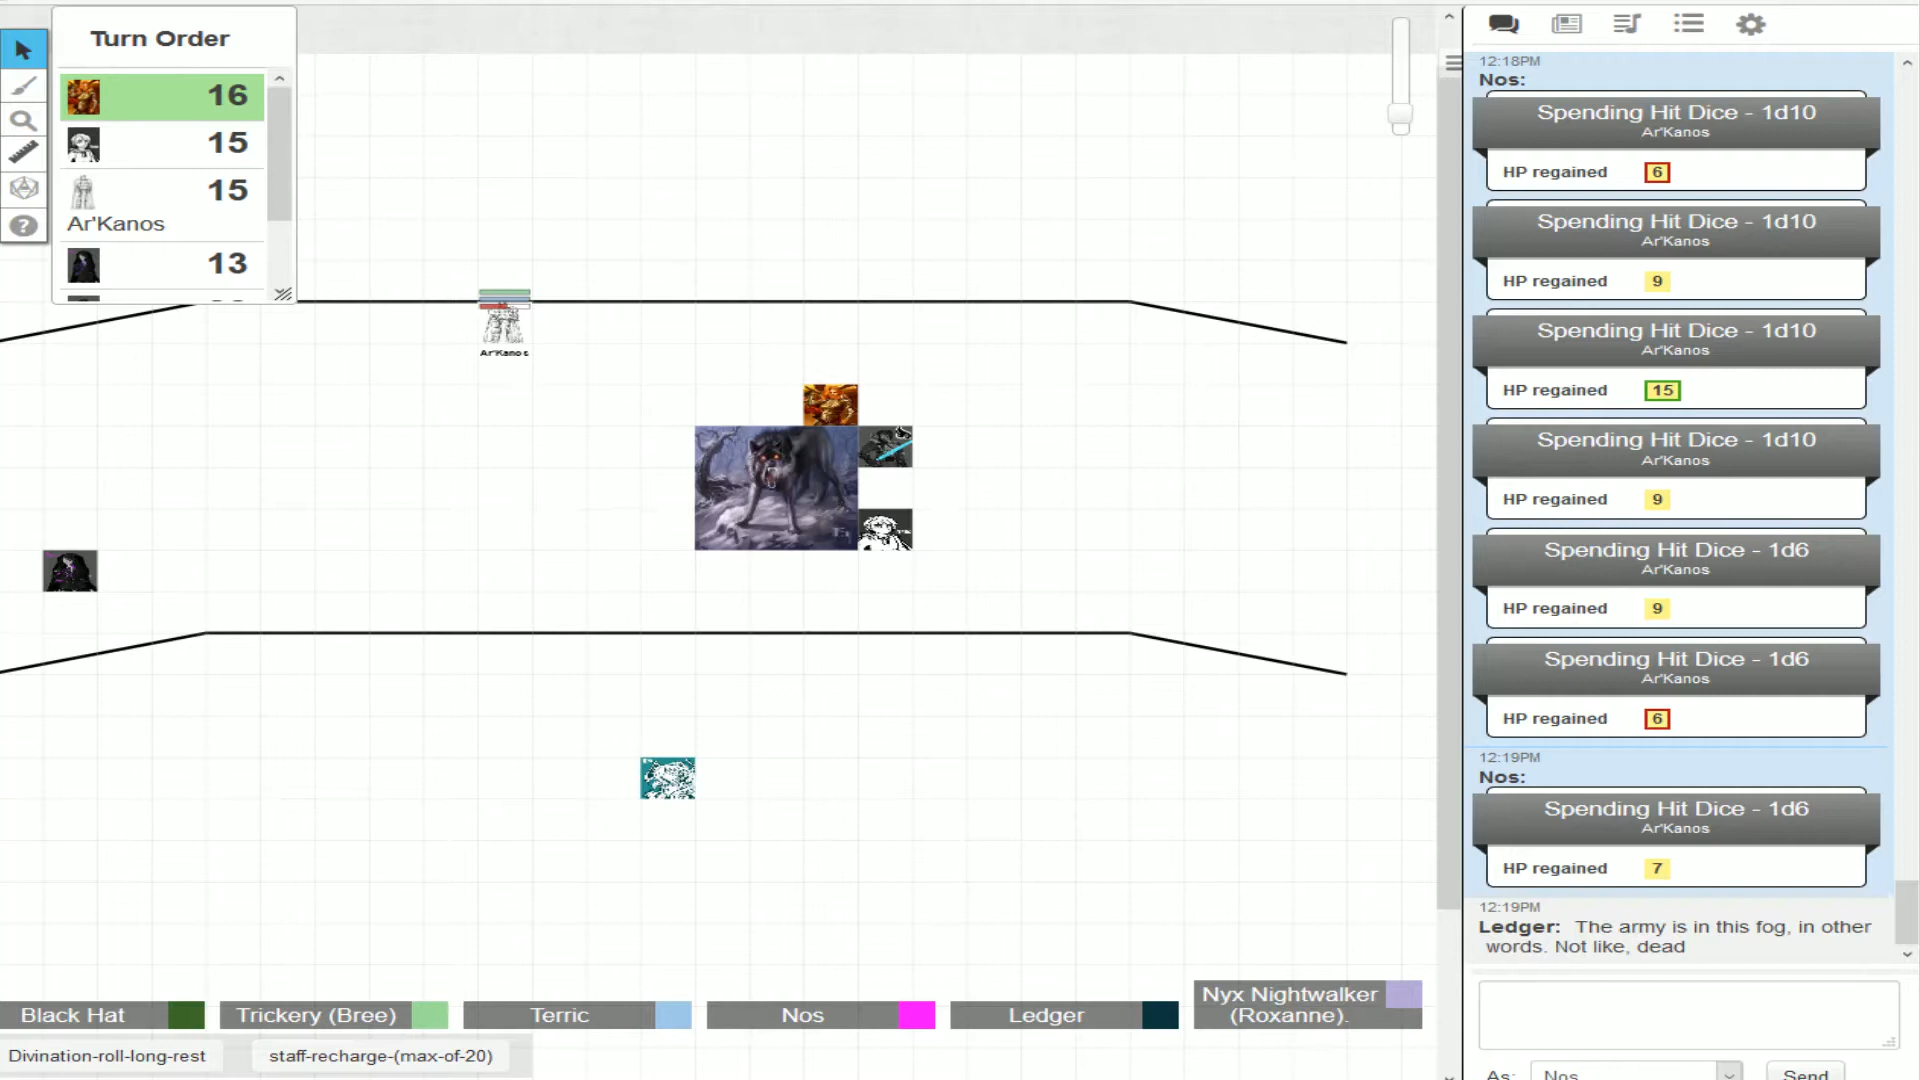 Turn Order
16
15
15
Ar'Kanos
13
Ar'Kanos
Black Hat
Trickery (Bree)
Terric
Nos
Ledger
Nyx Nightwalker
(Roxanne).
Divination-roll-long-rest
staff-recharge-(max-of-20)
12:18PM
Nos:
Spending Hit Dice - 1d10
Ar'Kanos
HP regained 6
Spending Hit Dice - 1d10
Ar'Kanos
HP regained 9
Spending Hit Dice - 1d10
Ar'Kanos
HP regained 15
Spending Hit Dice - 1d10
Ar'Kanos
HP regained 9
Spending Hit Dice - 1d6
Ar'Kanos
HP regained 9
Spending Hit Dice - 1d6
Ar'Kanos
HP regained 6
12:19PM
Nos:
Spending Hit Dice - 1d6
Ar'Kanos
HP regained 7
12:19PM
Ledger: The army is in this fog, in other
words. Not like, dead
As: Nos Send